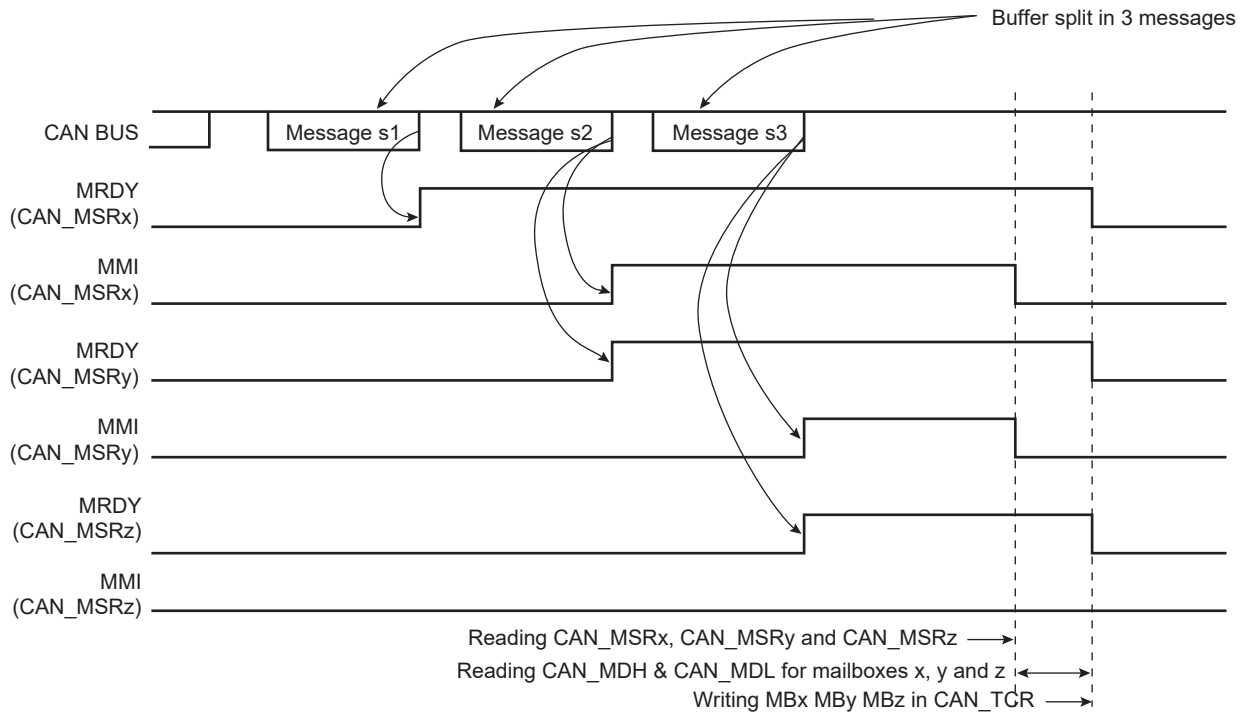 Buffer split in 3 messages
CAN BUS
Message s1
Message s2
Message s3
MRDY
(CAN_MSRx)
MMI
(CAN_MSRx)
MRDY
(CAN_MSRy)
MMI
(CAN_MSRy)
MRDY
(CAN_MSRz)
MMI
(CAN_MSRz)
Reading CAN_MSRx, CAN_MSRy and CAN_MSRz
Reading CAN_MDH & CAN_MDL for mailboxes x, y and z
Writing MBx MBy MBz in CAN_TCR